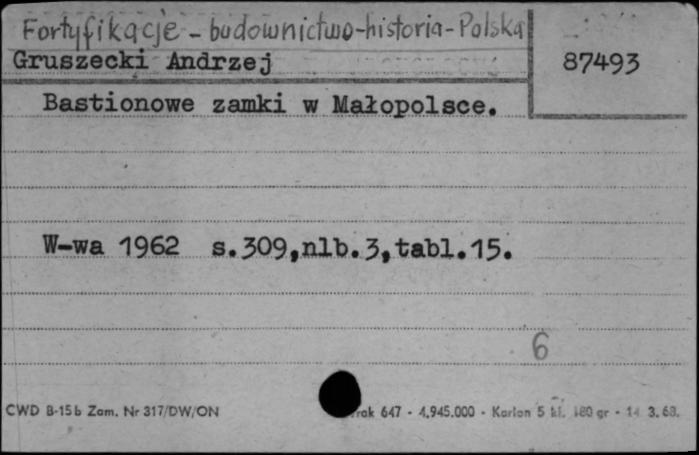 Fortyfikacje - budownictwo - historia - Polska
Gruszecki Andrzej
87493
Bastionowe zamki w Małopolsce.
W-wa 1962 s.309,nlb.3,tabl.15.
6
CWD B-15b Zam. Nr 317/DW/ON
647 - 4.945.000 - Karton 5 kl. 180 gr - 14. 3. 68.